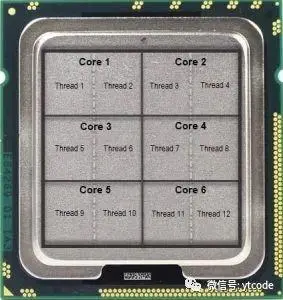 Core 1
Core 2
Thread 1
Thread 2
Thread 3
Thread 4
Core 3
Core 4
Thread 5
Thread 6
Thread 7
Thread 8
Core 5
Core 6
Thread 9
Thread 10
Thread 11
Thread 12
微信号: ytcode